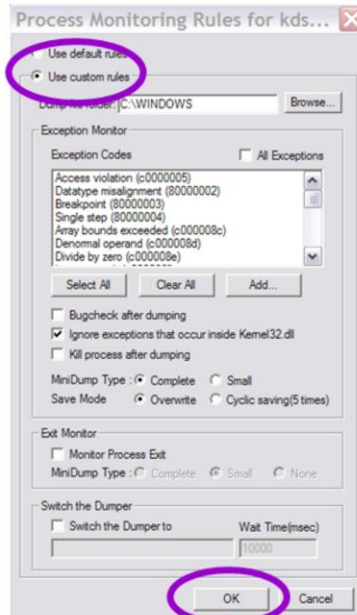 Process Monitoring Rules for kds...
Use default rules
Use custom rules
Dump file folder: C:\WINDOWS Browse...
Exception Monitor
Exception Codes All Exceptions
Access violation (c0000005)
Datatype misalignment (80000002)
Breakpoint (80000003)
Single step (80000004)
Array bounds exceeded (c000008c)
Denormal operand (c000008d)
Divide by zero (c000008e)
Select All Clear All Add...
Bugcheck after dumping
Ignore exceptions that occur inside Kernel32.dll
Kill process after dumping
MiniDump Type : Complete Small
Save Mode Overwrite Cyclic saving(5 times)
Exit Monitor
Monitor Process Exit
MiniDump Type : Complete Small None
Switch the Dumper
Switch the Dumper to Wait Time(msec)
10000
OK Cancel